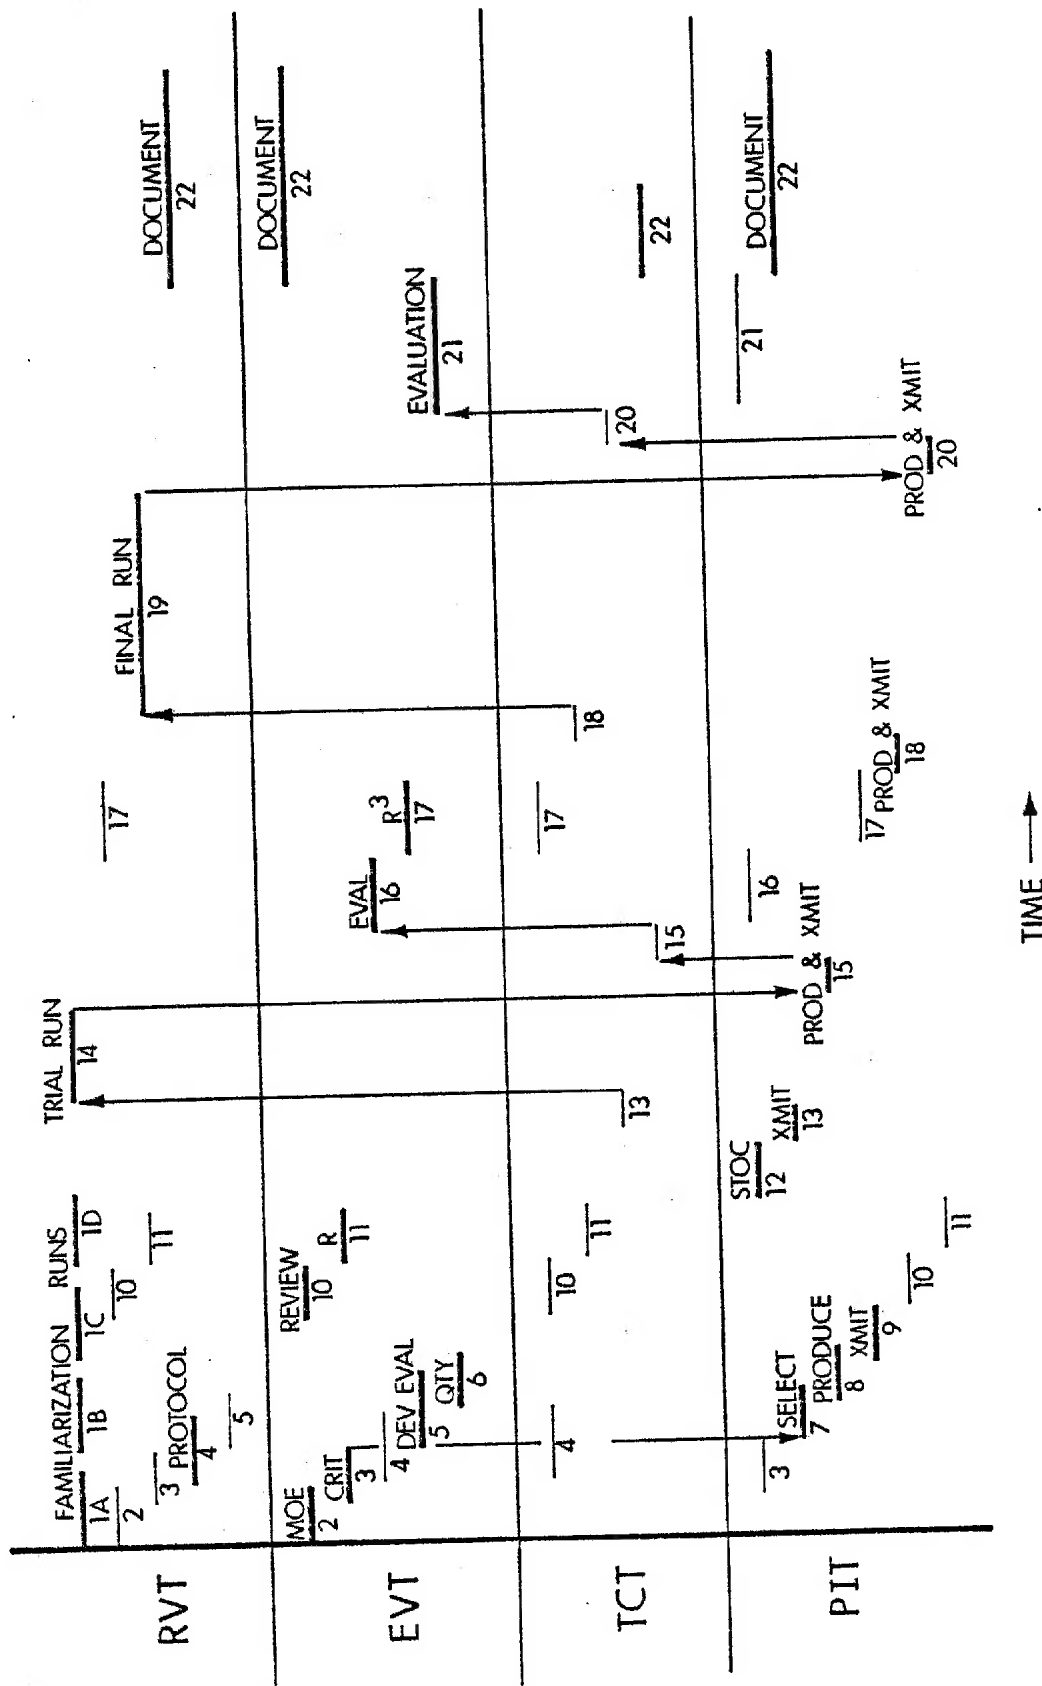 RVT
FAMILIARIZATION RUNS
1A 1B 1C 1D
2
3
PROTOCOL
4
5
10
11
TRIAL RUN
14
17
FINAL RUN
19
DOCUMENT
22
EVT
MOE
2
CRIT
3
4
DEV EVAL
5
QTY
6
REVIEW
10
R
11
EVAL
16
R³
17
EVALUATION
21
DOCUMENT
22
TCT
4
10
11
13
15
17
18
20
22
PIT
3
SELECT
7
PRODUCE
8
XMIT
9
10
11
STOC
12
XMIT
13
PROD & XMIT
15
16
17
PROD & XMIT
18
PROD & XMIT
20
21
DOCUMENT
22
TIME